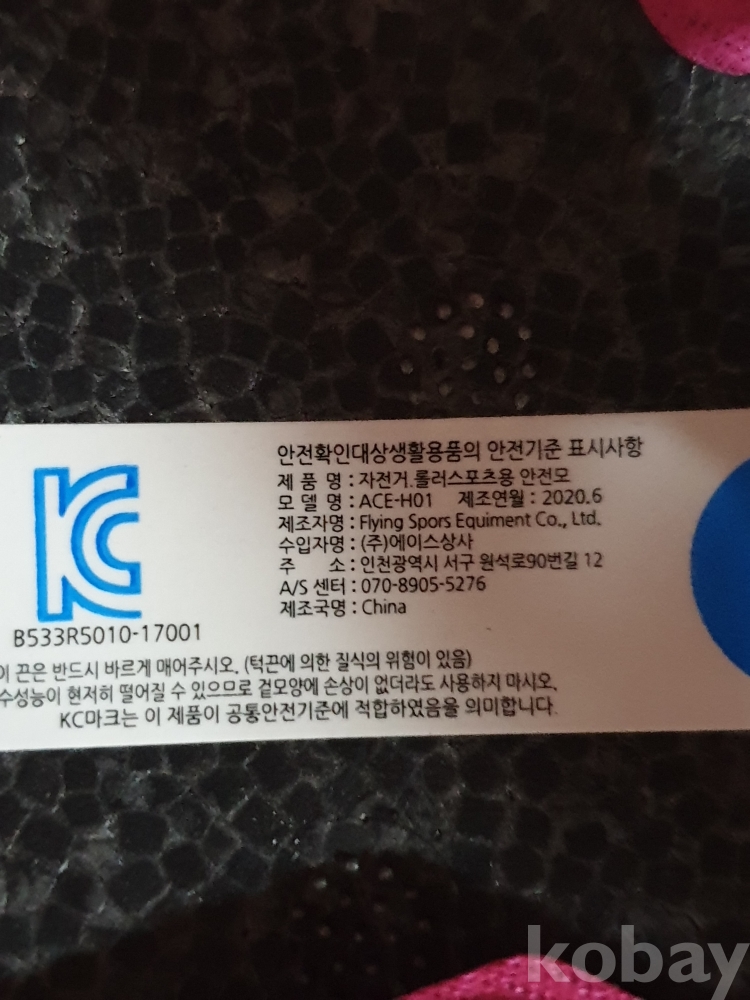 안전확인대상생활용품의 안전기준 표시사항
제 품 명 : 자전거.롤러스포츠용 안전모
모 델 명 : ACE-H01 제조연월 : 2020.6
제조자명 : Flying Spors Equiment Co., Ltd.
수입자명 : (주)에이스상사
주 소 : 인천광역시 서구 원석로90번길 12
A/S 센터 : 070-8905-5276
제조국명 : China
KC
B533R5010-17001
이 끈은 반드시 바르게 매어주시오. (턱끈에 의한 질식의 위험이 있음)
수성능이 현저히 떨어질 수 있으므로 겉모양에 손상이 없더라도 사용하지 마시오.
KC마크는 이 제품이 공통안전기준에 적합하였음을 의미합니다.
kobay